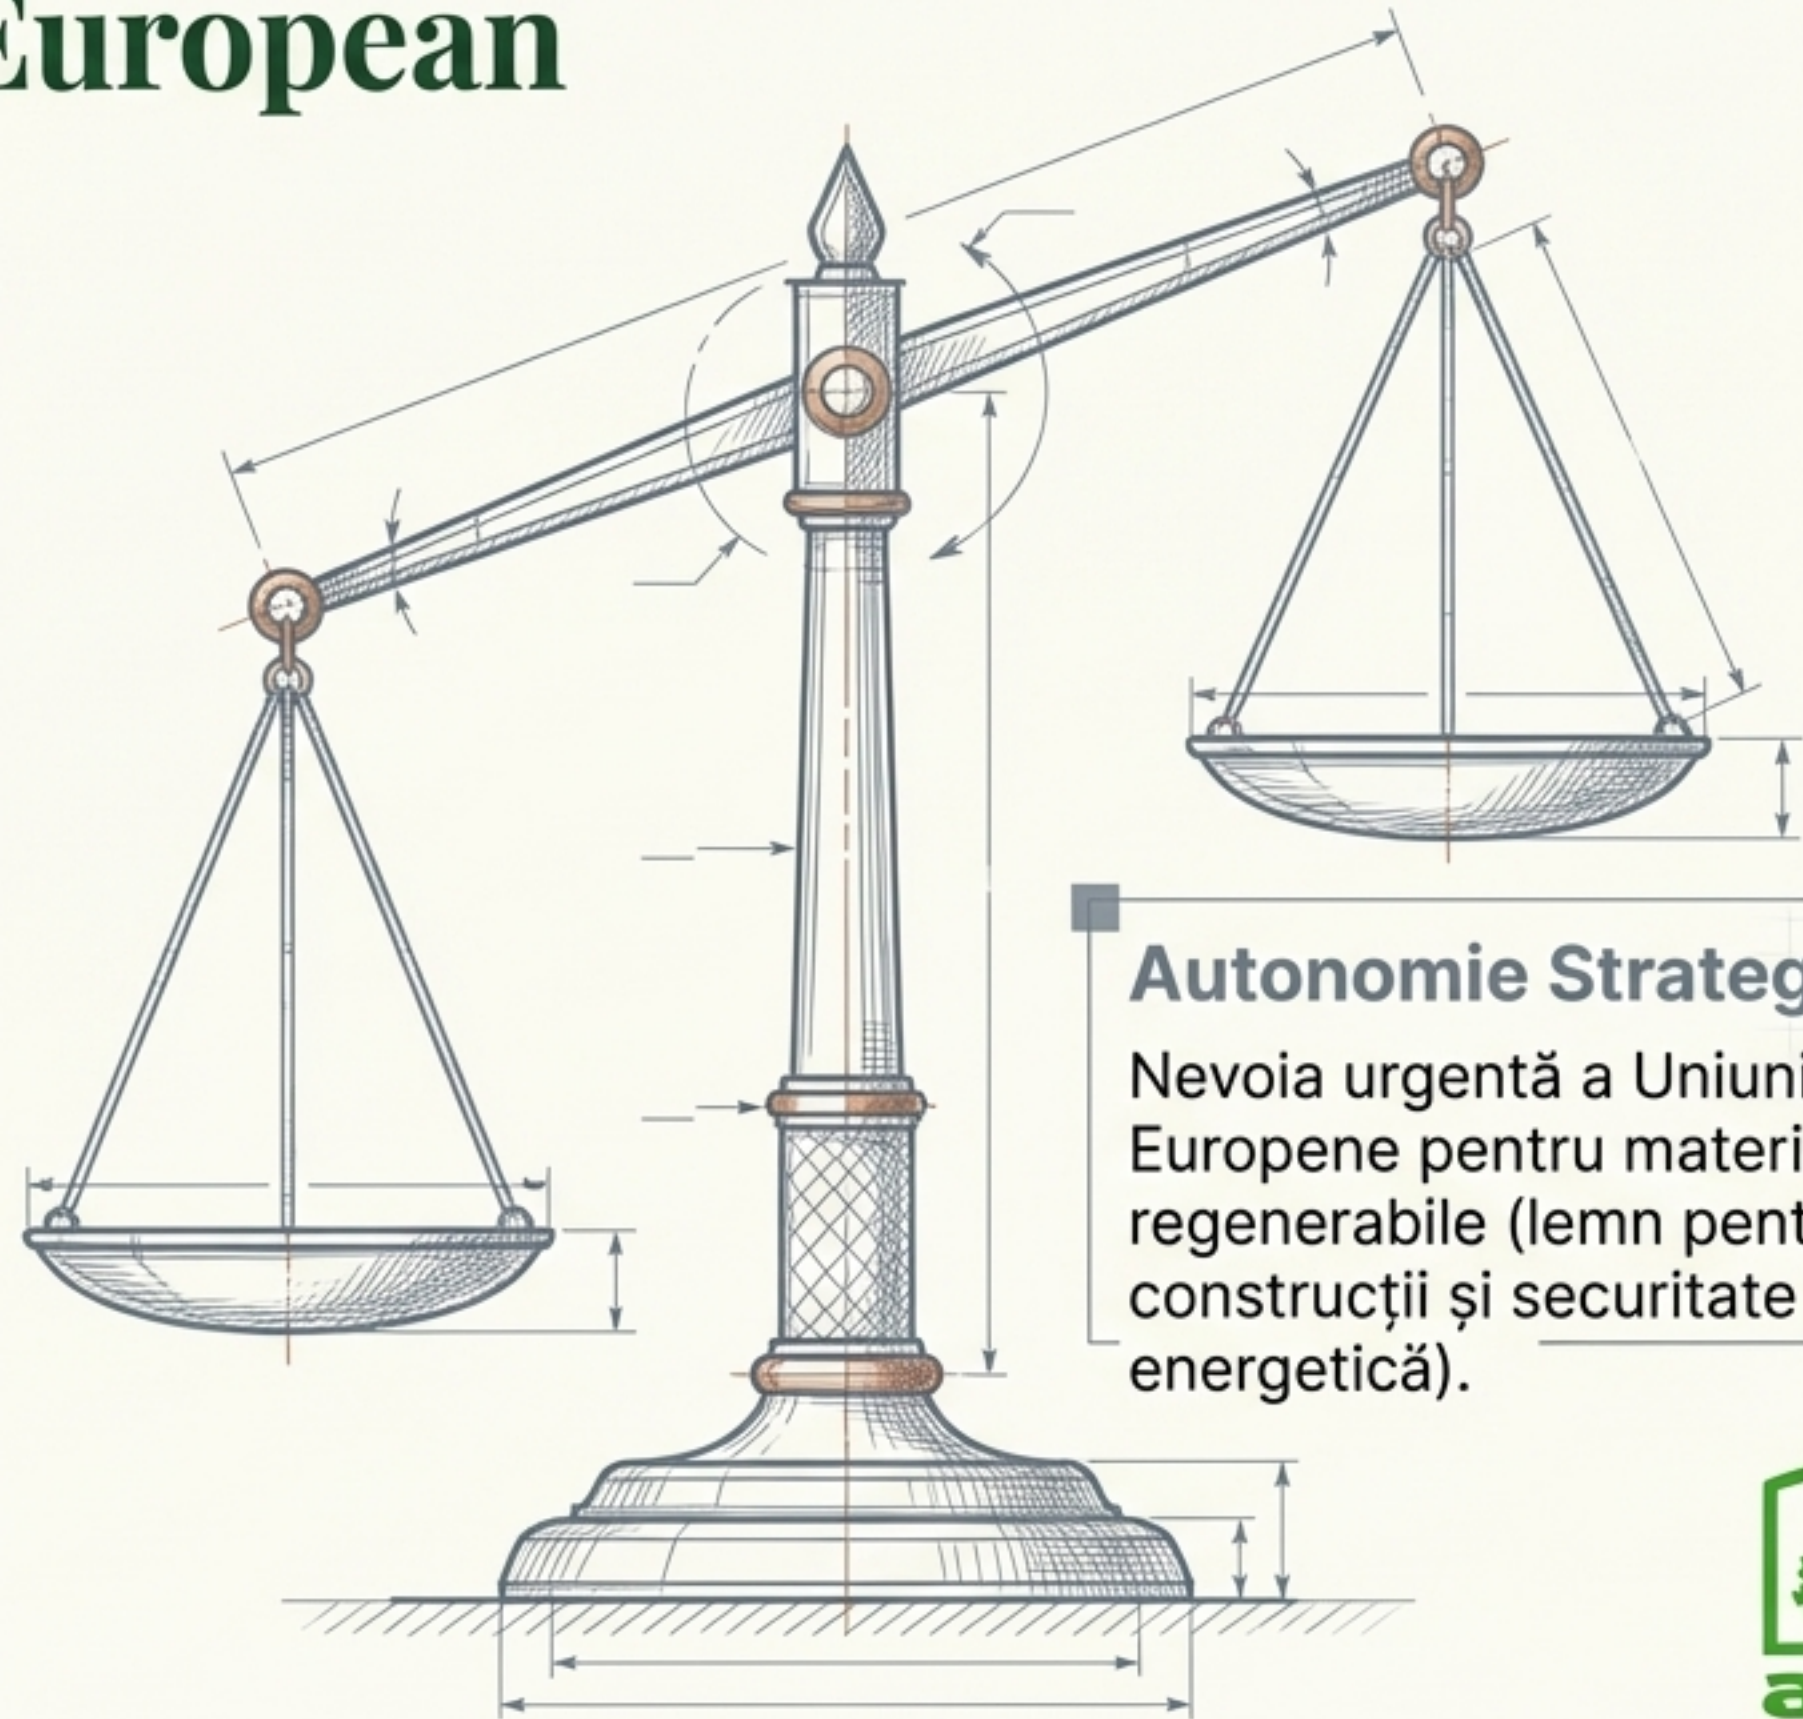 European
Autonomie Strateg
Nevoia urgentă a Uniuni
Europene pentru materi
regenerabile (lemn pent
construcții și securitate
energetică).
a